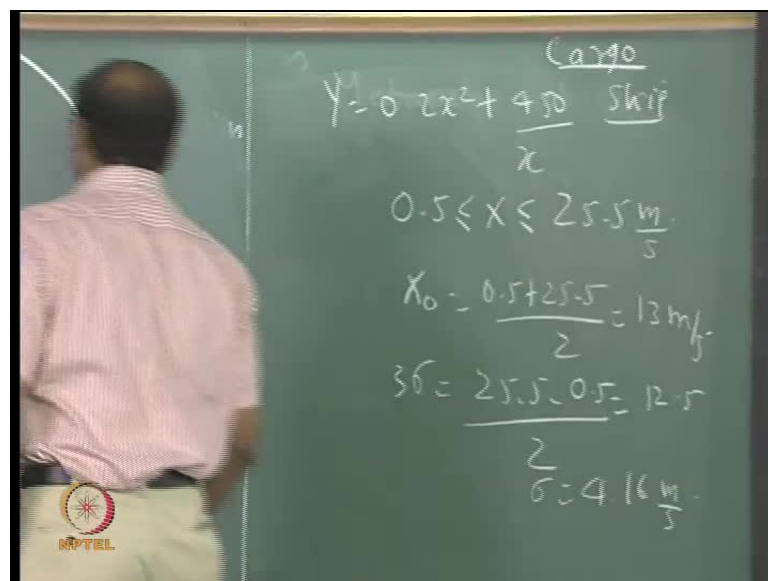 Cargo
Y = 0 2x² + 450/x Ship
0.5 ≤ x ≤ 25.5 m/s.
x₀ = (0.5+25.5)/2 = 13 m/s.
3σ = (25.5-0.5)/2 = 12.5
σ = 4.16 m/s.
NPTEL